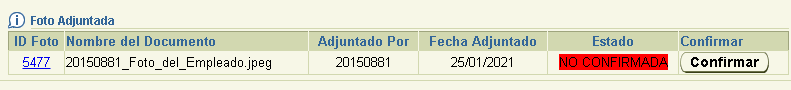 Foto Adjuntada
ID Foto Nombre del Documento Adjuntado Por Fecha Adjuntado Estado Confirmar
5477 20150881_Foto_del_Empleado.jpeg 20150881 25/01/2021 NO CONFIRMADA Confirmar